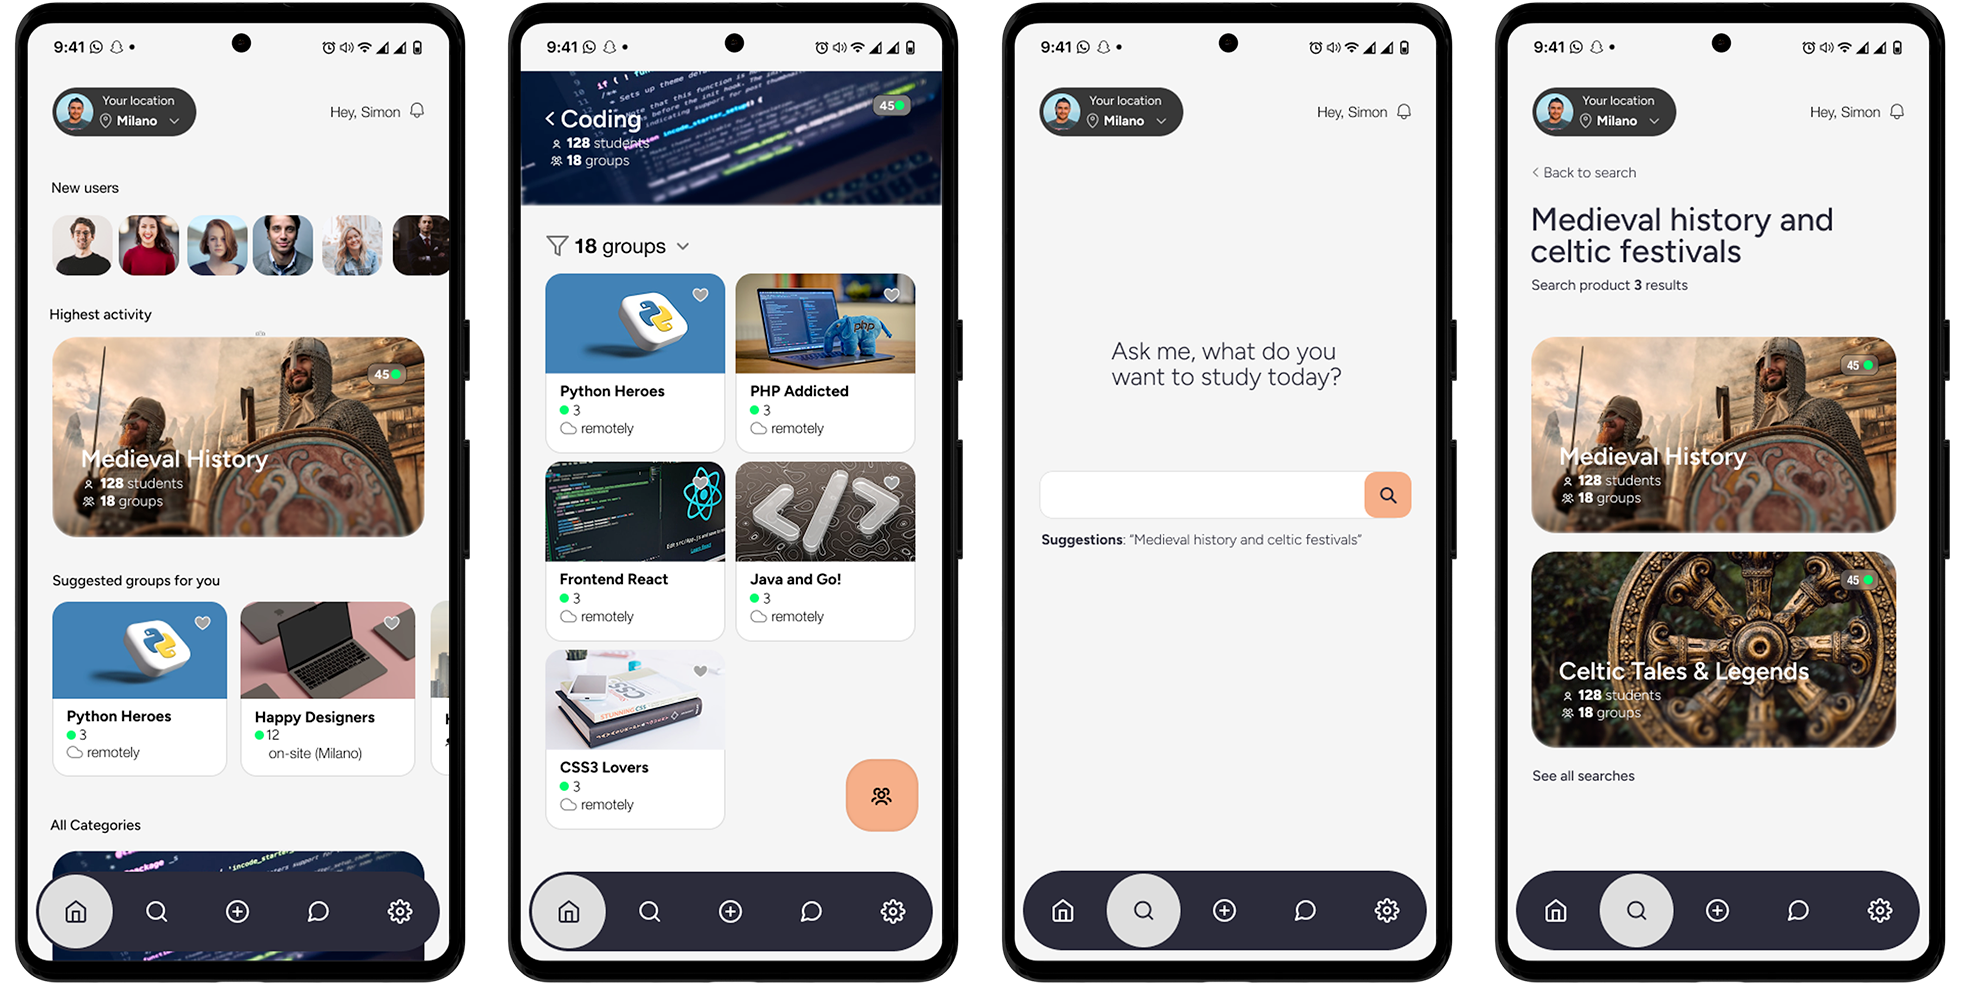 9:41
Your location
Milano
Hey, Simon
New users
Highest activity
45
Medieval History
128 students
18 groups
Suggested groups for you
Python Heroes
3
remotely
Happy Designers
12
on-site (Milano)
All Categories
9:41
Coding
45
128 students
18 groups
18 groups
Python Heroes
3
remotely
php
PHP Addicted
3
remotely
Frontend React
3
remotely
Java and Go!
3
remotely
CSS
STUNNING CSS
CSS3 Lovers
3
remotely
9:41
Your location
Milano
Hey, Simon
Ask me, what do you
want to study today?
Suggestions: “Medieval history and celtic festivals”
9:41
Your location
Milano
Hey, Simon
Back to search
Medieval history and
celtic festivals
Search product 3 results
45
Medieval History
128 students
18 groups
45
Celtic Tales & Legends
128 students
18 groups
See all searches